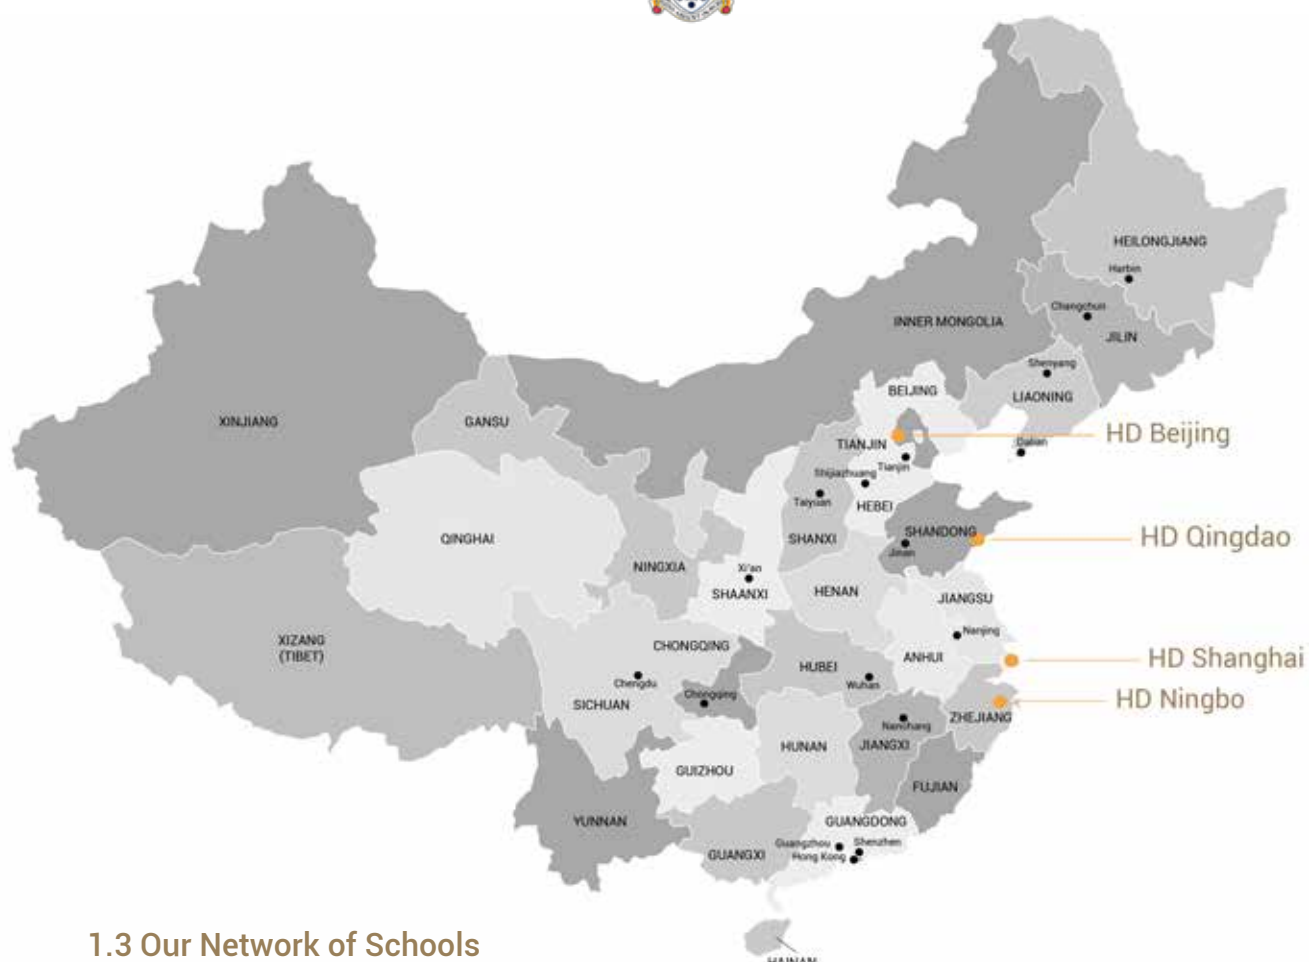 HEILONGJIANG
Harbin
Changchun
INNER MONGOLIA
JILIN
Shenyang
BEIJING
LIAONING
XINJIANG
GANSU
HD Beijing
TIANJIN
Dalian
Tianjin
Shijiazhuang
Taiyuan
HEBEI
SHANDONG
HD Qingdao
QINGHAI
SHANXI
Jinan
NINGXIA
Xi'an
SHAANXI
HENAN
JIANGSU
Nanjing
XIZANG
(TIBET)
CHONGQING
HUBEI
ANHUI
HD Shanghai
Chengdu
Wuhan
Chongqing
SICHUAN
HD Ningbo
ZHEJIANG
Nanchang
HUNAN
JIANGXI
GUIZHOU
FUJIAN
YUNNAN
GUANGDONG
Guangzhou
Shenzhen
GUANGXI
Hong Kong
1.3 Our Network of Schools
HAINAN